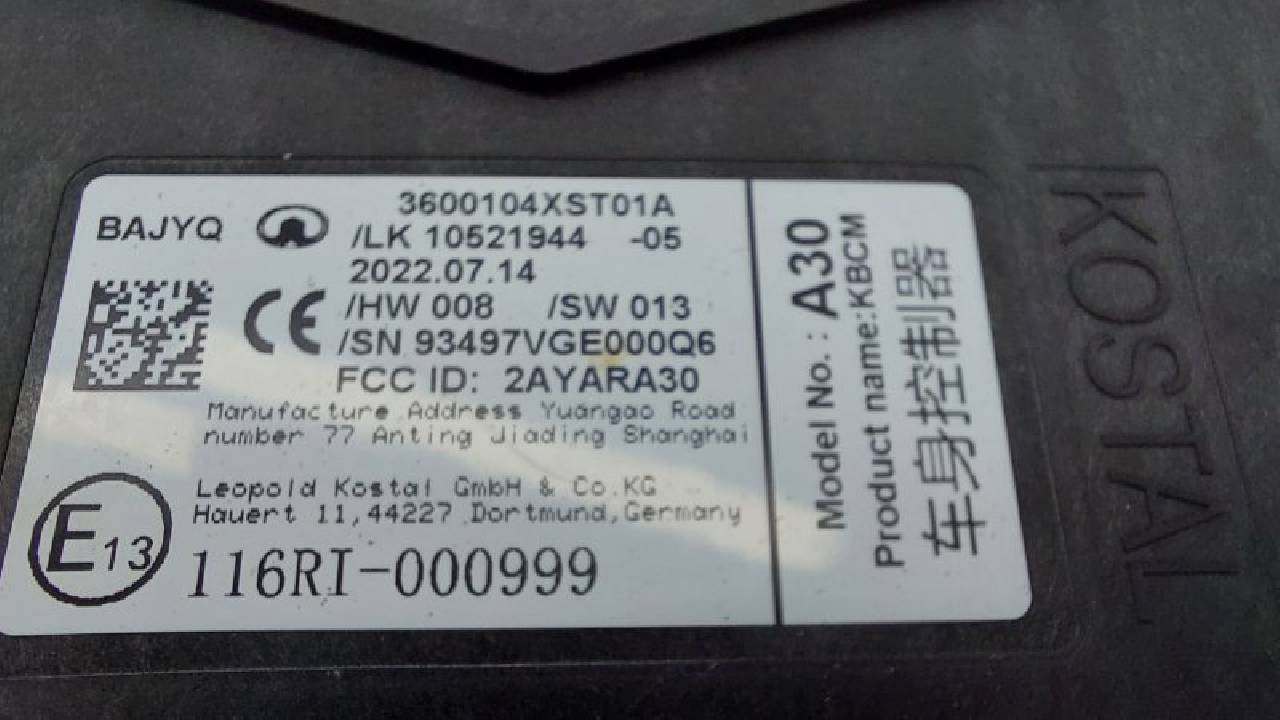 BAJYQ
3600104XST01A
/LK 10521944 -05
2022.07.14
CE
/HW 008 /SW 013
/SN 93497VGE000Q6
FCC ID: 2AYARA30
Manufacture Address Yuangao Road
number 77 Anting Jiading Shanghai
Leopold Kostal GmbH & Co.KG
Hauert 11,44227 Dortmund,Germany
E13
116RI-000999
Model No.: A30
Product name:KBCM
车身控制器
KOSTAL